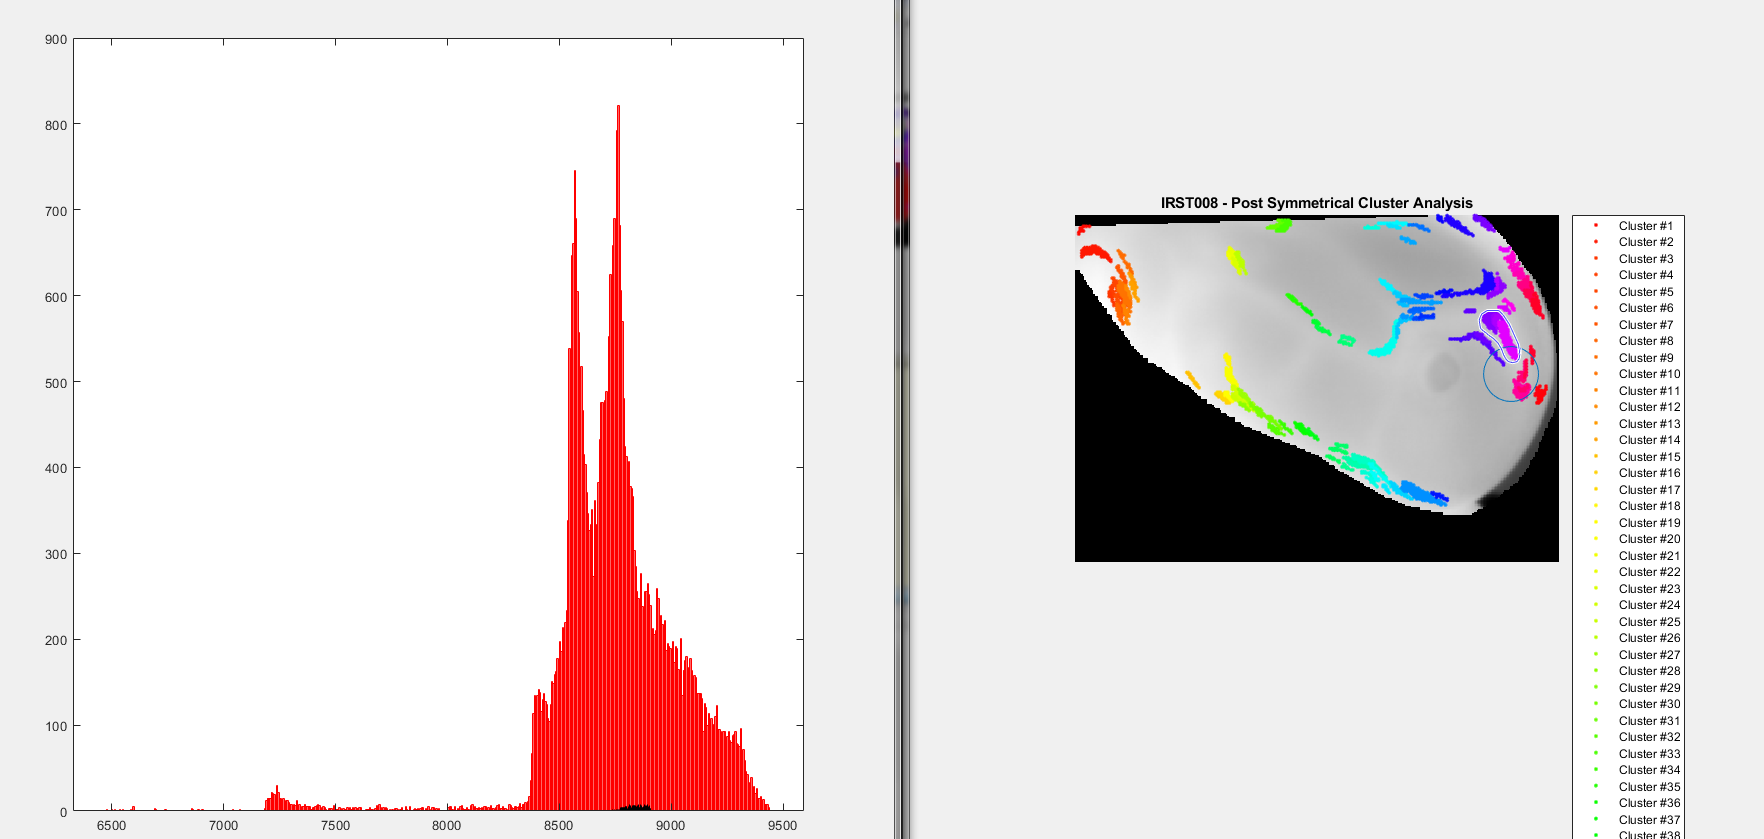 900
800
700
600
500
400
300
200
100
0
6500 7000 7500 8000 8500 9000 9500
IRST008 - Post Symmetrical Cluster Analysis
Cluster #1
Cluster #2
Cluster #3
Cluster #4
Cluster #5
Cluster #6
Cluster #7
Cluster #8
Cluster #9
Cluster #10
Cluster #11
Cluster #12
Cluster #13
Cluster #14
Cluster #15
Cluster #16
Cluster #17
Cluster #18
Cluster #19
Cluster #20
Cluster #21
Cluster #22
Cluster #23
Cluster #24
Cluster #25
Cluster #26
Cluster #27
Cluster #28
Cluster #29
Cluster #30
Cluster #31
Cluster #32
Cluster #33
Cluster #34
Cluster #35
Cluster #36
Cluster #37
Cluster #38